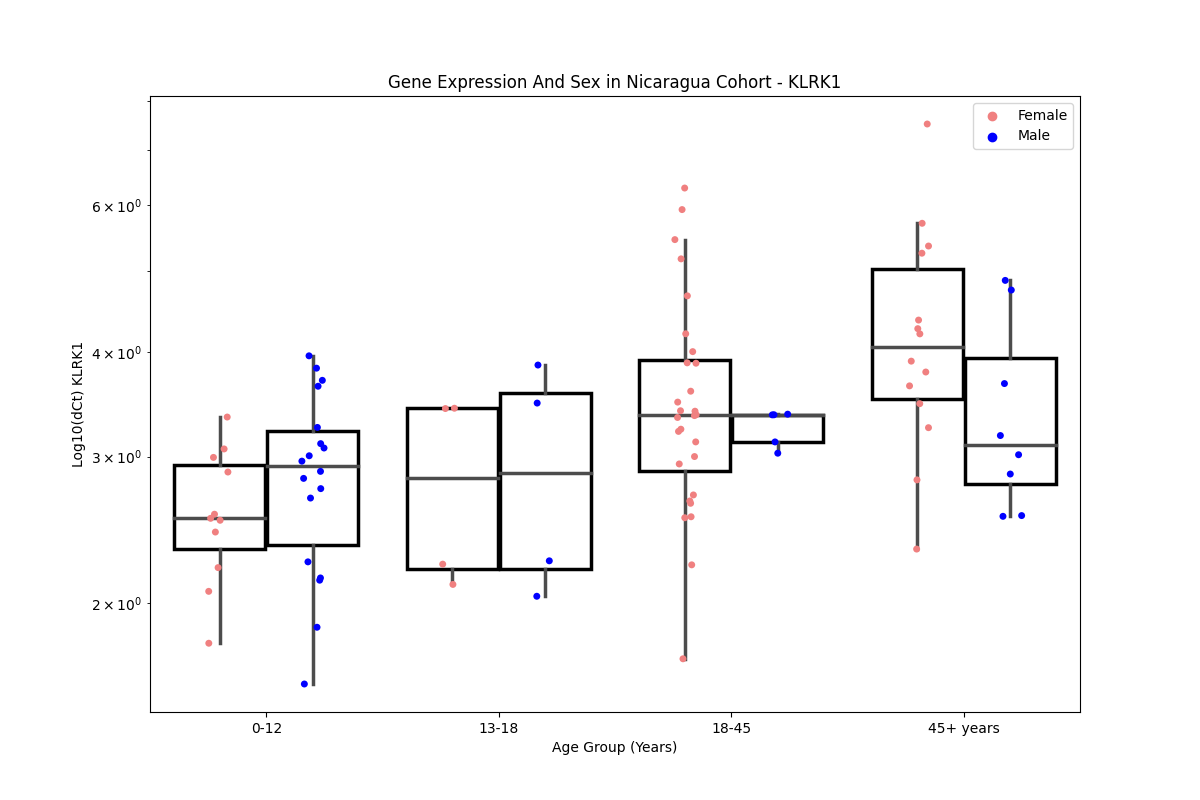 Gene Expression And Sex in Nicaragua Cohort - KLRK1
Female
Male
6 × 10⁰
4 × 10⁰
3 × 10⁰
2 × 10⁰
Log10(dCt) KLRK1
0-12
13-18
18-45
45+ years
Age Group (Years)